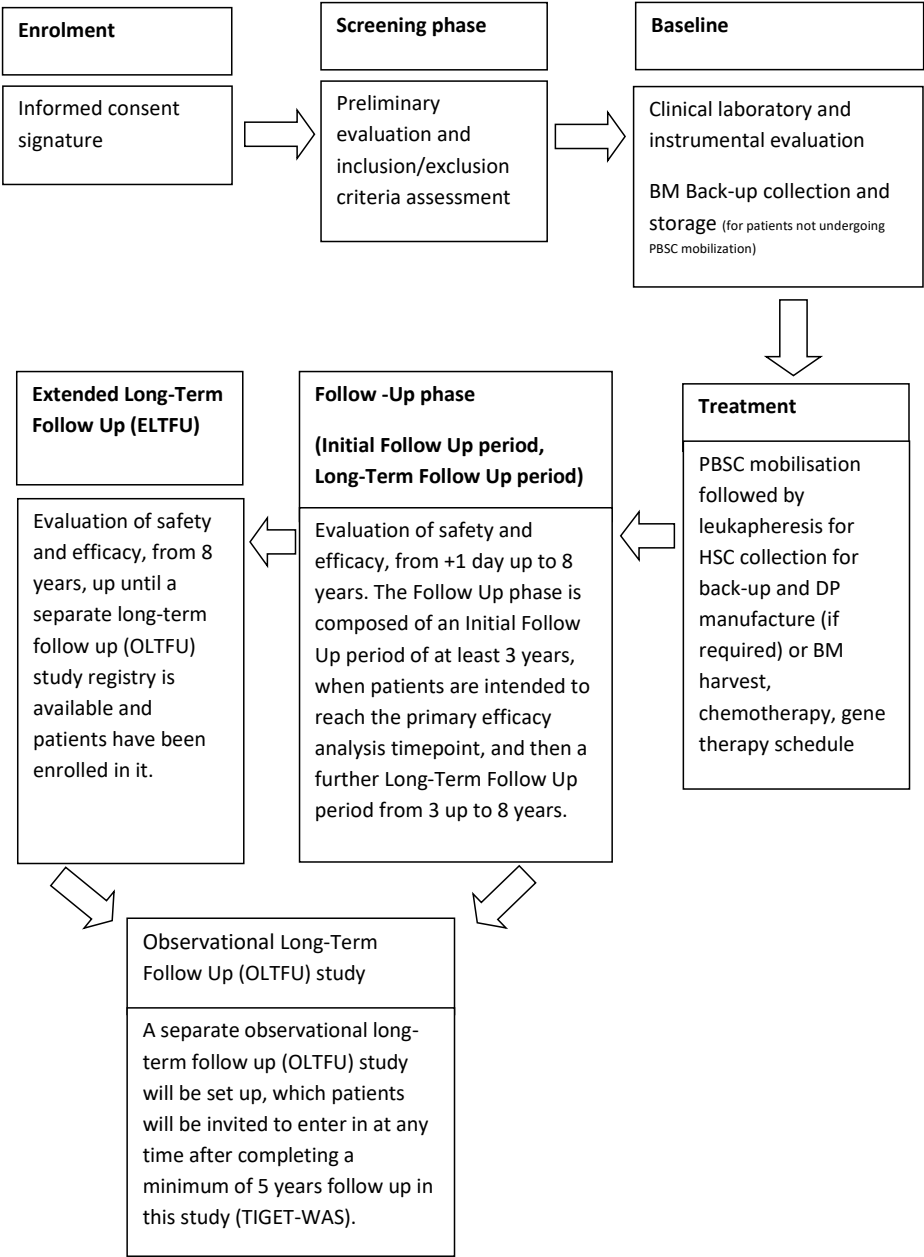 Enrolment
Informed consent
signature
Screening phase
Preliminary
evaluation and
inclusion/exclusion
criteria assessment
Baseline
Clinical laboratory and
instrumental evaluation
BM Back-up collection and
storage (for patients not undergoing
PBSC mobilization)
Treatment
PBSC mobilisation
followed by
leukapheresis for
HSC collection for
back-up and DP
manufacture (if
required) or BM
harvest,
chemotherapy, gene
therapy schedule
Follow -Up phase
(Initial Follow Up period,
Long-Term Follow Up period)
Evaluation of safety and
efficacy, from +1 day up to 8
years. The Follow Up phase is
composed of an Initial Follow
Up period of at least 3 years,
when patients are intended to
reach the primary efficacy
analysis timepoint, and then a
further Long-Term Follow Up
period from 3 up to 8 years.
Extended Long-Term
Follow Up (ELTFU)
Evaluation of safety
and efficacy, from 8
years, up until a
separate long-term
follow up (OLTFU)
study registry is
available and
patients have been
enrolled in it.
Observational Long-Term
Follow Up (OLTFU) study
A separate observational long-
term follow up (OLTFU) study
will be set up, which patients
will be invited to enter in at any
time after completing a
minimum of 5 years follow up in
this study (TIGET-WAS).